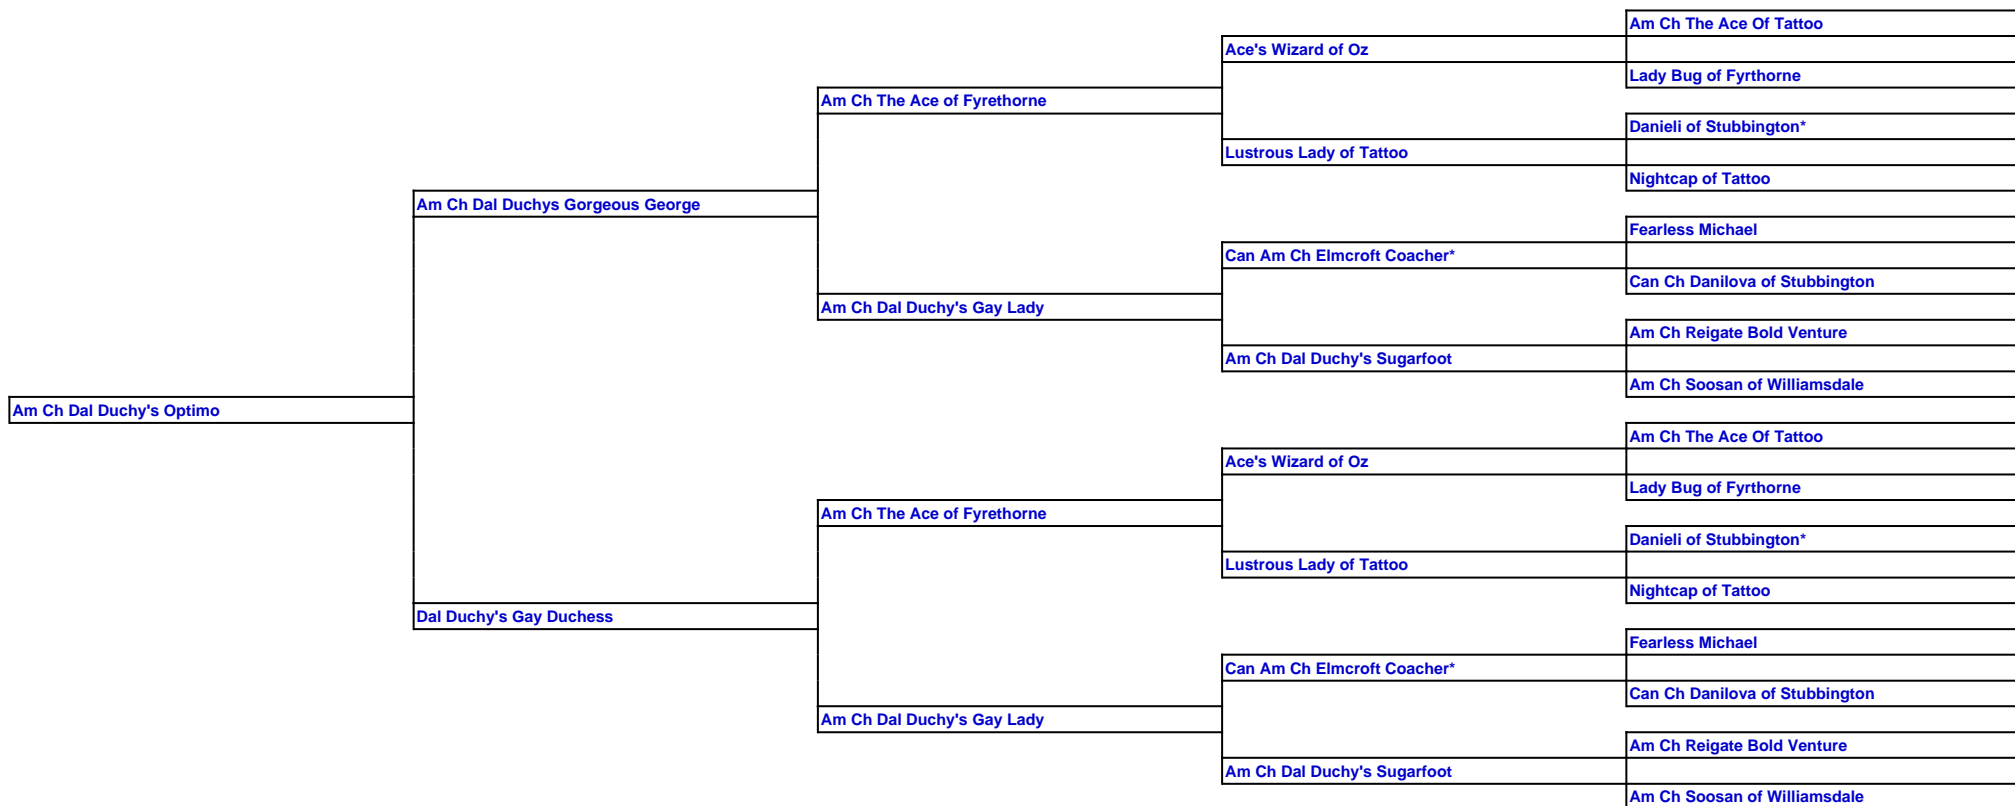 Am Ch The Ace Of Tattoo
Ace's Wizard of Oz
Lady Bug of Fyrthorne
Am Ch The Ace of Fyrethorne
Danieli of Stubbington*
Lustrous Lady of Tattoo
Nightcap of Tattoo
Am Ch Dal Duchys Gorgeous George
Fearless Michael
Can Am Ch Elmcroft Coacher*
Can Ch Danilova of Stubbington
Am Ch Dal Duchy's Gay Lady
Am Ch Reigate Bold Venture
Am Ch Dal Duchy's Sugarfoot
Am Ch Soosan of Williamsdale
Am Ch Dal Duchy's Optimo
Am Ch The Ace Of Tattoo
Ace's Wizard of Oz
Lady Bug of Fyrthorne
Am Ch The Ace of Fyrethorne
Danieli of Stubbington*
Lustrous Lady of Tattoo
Nightcap of Tattoo
Dal Duchy's Gay Duchess
Fearless Michael
Can Am Ch Elmcroft Coacher*
Can Ch Danilova of Stubbington
Am Ch Dal Duchy's Gay Lady
Am Ch Reigate Bold Venture
Am Ch Dal Duchy's Sugarfoot
Am Ch Soosan of Williamsdale